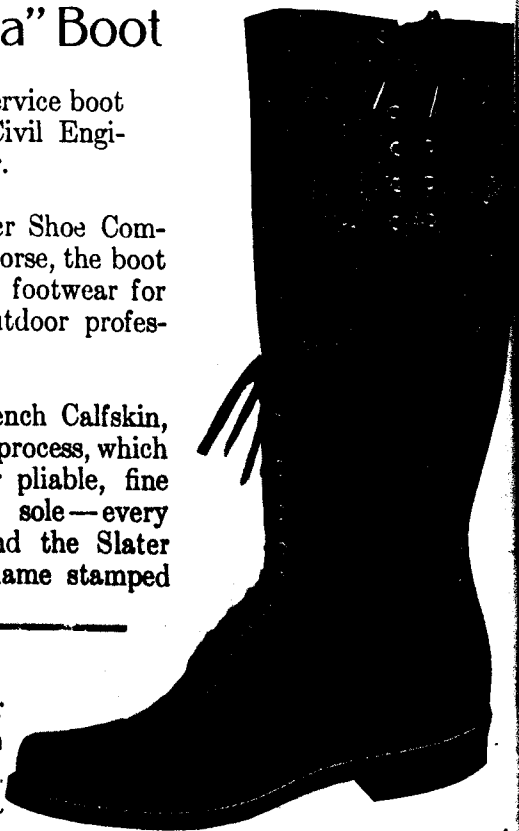 a” Boot
ervice boot
Civil Engi-
r.
er Shoe Com-
orse, the boot
footwear for
utdoor profes-
ench Calfskin,
process, which
r pliable, fine
sole—every
nd the Slater
name stamped